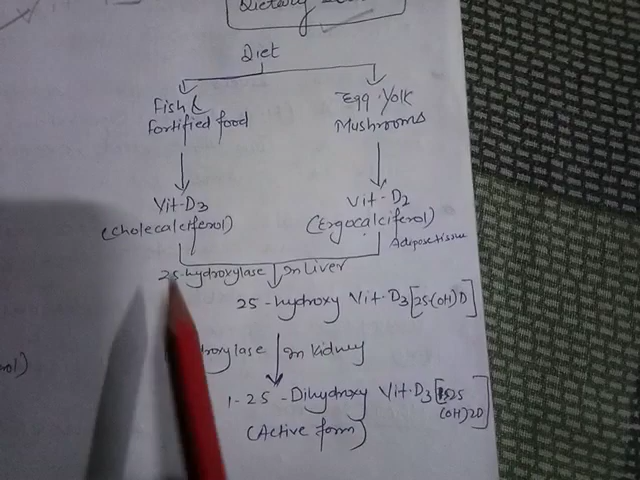 Dietary
Diet
Fish &
Fortified food
Egg Yolk
Mushrooms
Vit-D3
(cholecalciferol)
Vit-D2
(Ergocalciferol)
Adipose tissue
25-hydroxylase In Liver
25-hydroxy Vit-D3 [25(OH)D]
In Kidney
1-25-Dihydroxy Vit-D3
(OH)2D]
(Active form)